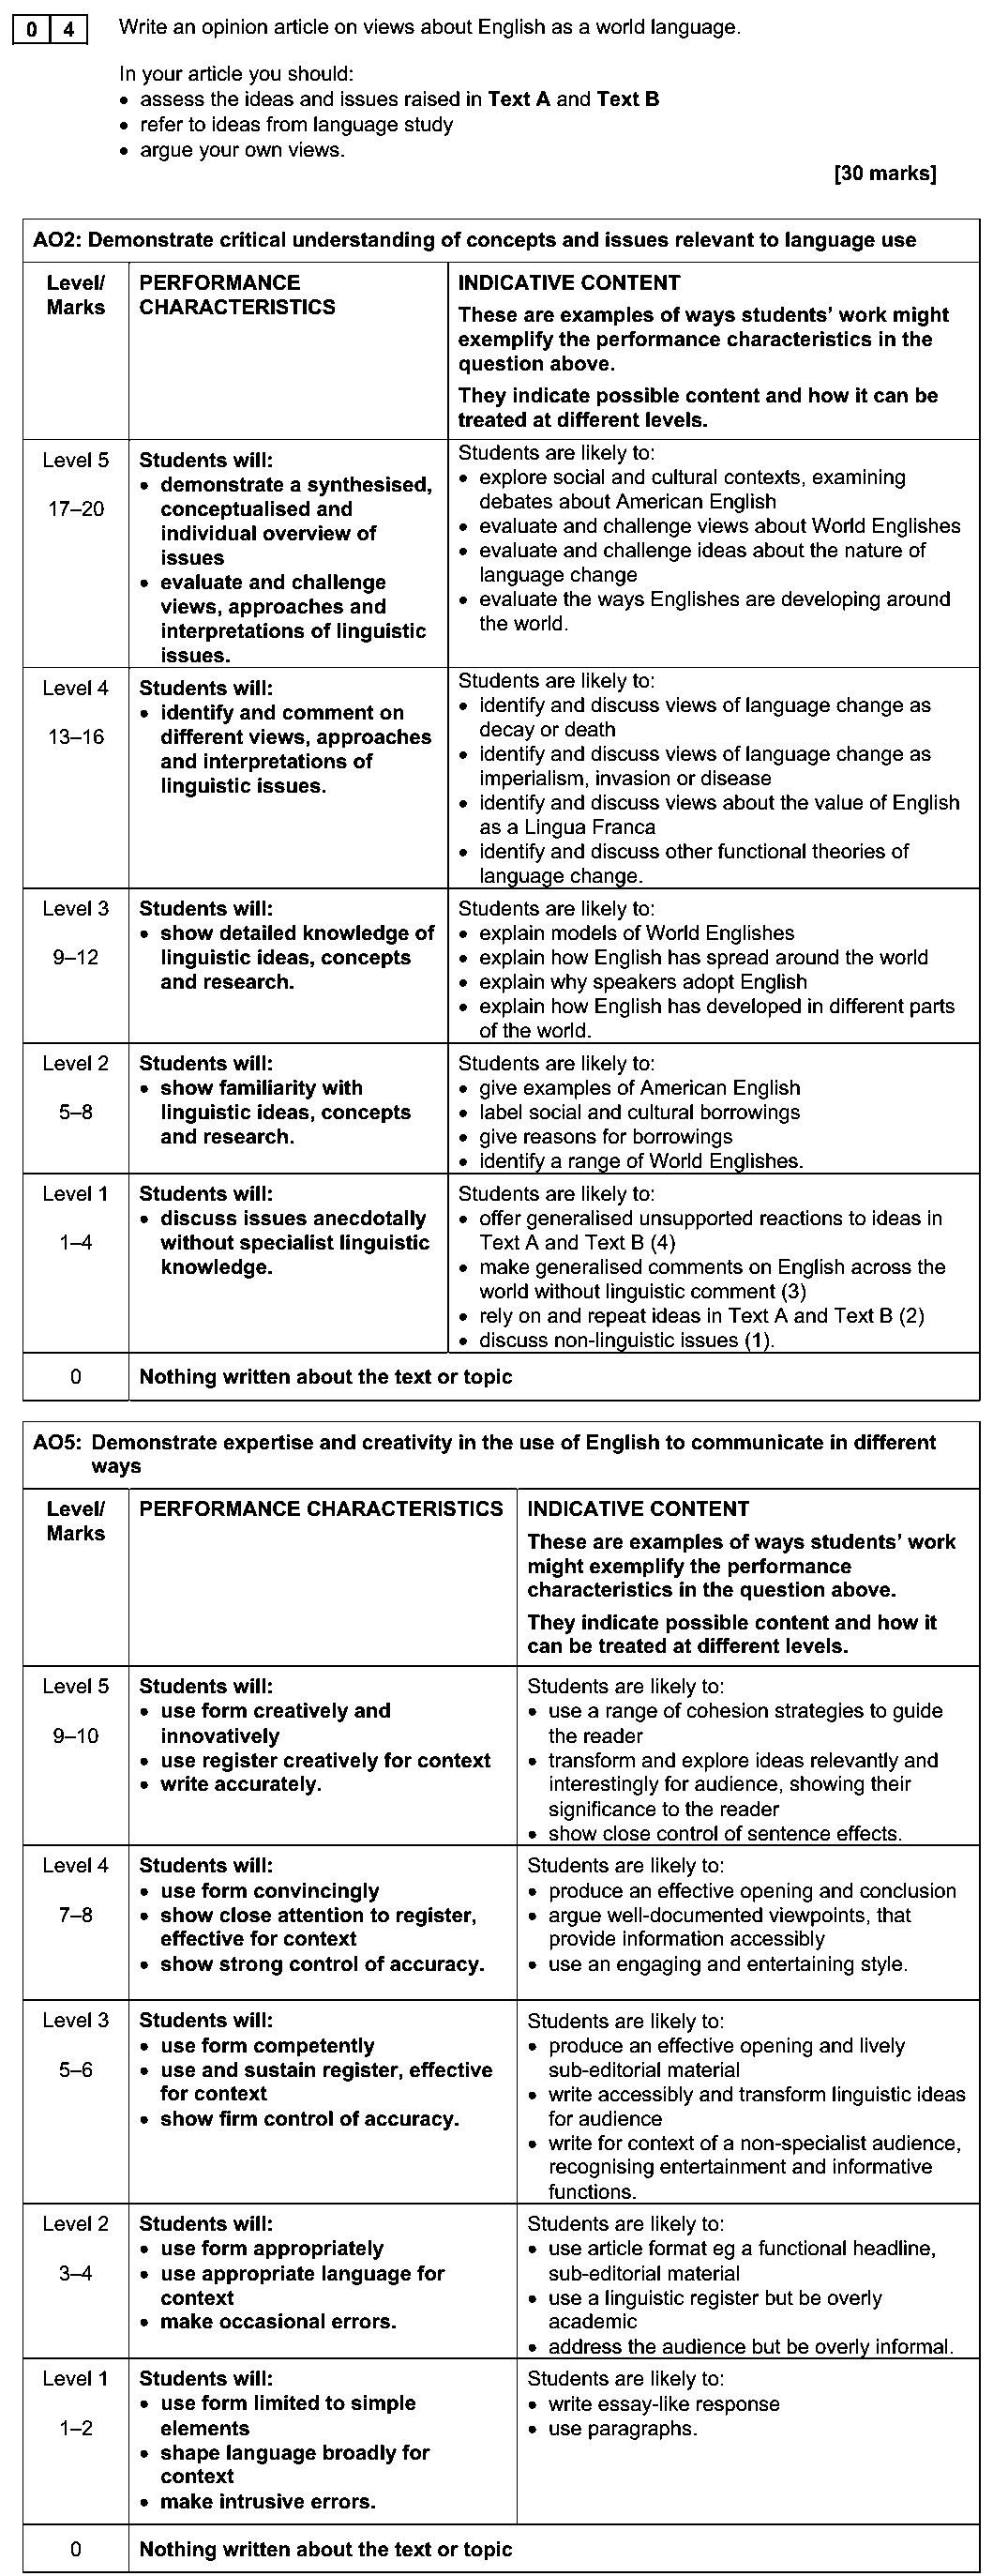 0 4 Write an opinion article on views about English as a world language.
In your article you should:
• assess the ideas and issues raised in Text A and Text B
• refer to ideas from language study
• argue your own views.
[30 marks]
AO2: Demonstrate critical understanding of concepts and issues relevant to language use
Level/
Marks
PERFORMANCE
CHARACTERISTICS
INDICATIVE CONTENT
These are examples of ways students' work might
exemplify the performance characteristics in the
question above.
They indicate possible content and how it can be
treated at different levels.
Level 5
17–20
Students will:
• demonstrate a synthesised,
conceptualised and
individual overview of
issues
• evaluate and challenge
views, approaches and
interpretations of linguistic
issues.
Students are likely to:
• explore social and cultural contexts, examining
debates about American English
• evaluate and challenge views about World Englishes
• evaluate and challenge ideas about the nature of
language change
• evaluate the ways Englishes are developing around
the world.
Level 4
13–16
Students will:
• identify and comment on
different views, approaches
and interpretations of
linguistic issues.
Students are likely to:
• identify and discuss views of language change as
decay or death
• identify and discuss views of language change as
imperialism, invasion or disease
• identify and discuss views about the value of English
as a Lingua Franca
• identify and discuss other functional theories of
language change.
Level 3
9–12
Students will:
• show detailed knowledge of
linguistic ideas, concepts
and research.
Students are likely to:
• explain models of World Englishes
• explain how English has spread around the world
• explain why speakers adopt English
• explain how English has developed in different parts
of the world.
Level 2
5–8
Students will:
• show familiarity with
linguistic ideas, concepts
and research.
Students are likely to:
• give examples of American English
• label social and cultural borrowings
• give reasons for borrowings
• identify a range of World Englishes.
Level 1
1–4
Students will:
• discuss issues anecdotally
without specialist linguistic
knowledge.
Students are likely to:
• offer generalised unsupported reactions to ideas in
Text A and Text B (4)
• make generalised comments on English across the
world without linguistic comment (3)
• rely on and repeat ideas in Text A and Text B (2)
• discuss non-linguistic issues (1).
0
Nothing written about the text or topic
AO5: Demonstrate expertise and creativity in the use of English to communicate in different
ways
Level/
Marks
PERFORMANCE CHARACTERISTICS
INDICATIVE CONTENT
These are examples of ways students' work
might exemplify the performance
characteristics in the question above.
They indicate possible content and how it
can be treated at different levels.
Level 5
9–10
Students will:
• use form creatively and
innovatively
• use register creatively for context
• write accurately.
Students are likely to:
• use a range of cohesion strategies to guide
the reader
• transform and explore ideas relevantly and
interestingly for audience, showing their
significance to the reader
• show close control of sentence effects.
Level 4
7–8
Students will:
• use form convincingly
• show close attention to register,
effective for context
• show strong control of accuracy.
Students are likely to:
• produce an effective opening and conclusion
• argue well-documented viewpoints, that
provide information accessibly
• use an engaging and entertaining style.
Level 3
5–6
Students will:
• use form competently
• use and sustain register, effective
for context
• show firm control of accuracy.
Students are likely to:
• produce an effective opening and lively
sub-editorial material
• write accessibly and transform linguistic ideas
for audience
• write for context of a non-specialist audience,
recognising entertainment and informative
functions.
Level 2
3–4
Students will:
• use form appropriately
• use appropriate language for
context
• make occasional errors.
Students are likely to:
• use article format eg a functional headline,
sub-editorial material
• use a linguistic register but be overly
academic
• address the audience but be overly informal.
Level 1
1–2
Students will:
• use form limited to simple
elements
• shape language broadly for
context
• make intrusive errors.
Students are likely to:
• write essay-like response
• use paragraphs.
0
Nothing written about the text or topic